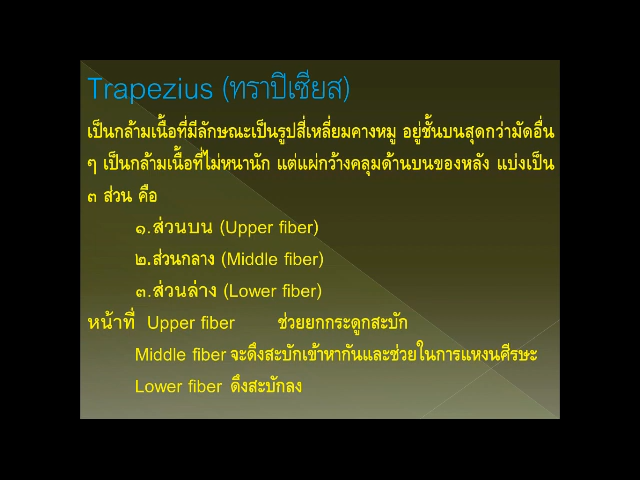 Trapezius (ทราปิเซียส)
เป็นกล้ามเนื้อที่มีลักษณะเป็นรูปสี่เหลี่ยมคางหมู อยู่ชั้นบนสุดกว่ามัดอื่น
ๆ เป็นกล้ามเนื้อที่ไม่หนานัก แต่แผ่กว้างคลุมด้านบนของหลัง แบ่งเป็น
๓ ส่วน คือ
๑.ส่วนบน (Upper fiber)
๒.ส่วนกลาง (Middle fiber)
๓.ส่วนล่าง (Lower fiber)
หน้าที่ Upper fiber ช่วยยกกระดูกสะบัก
Middle fiber จะดึงสะบักเข้าหากันและช่วยในการแหงนศีรษะ
Lower fiber ดึงสะบักลง